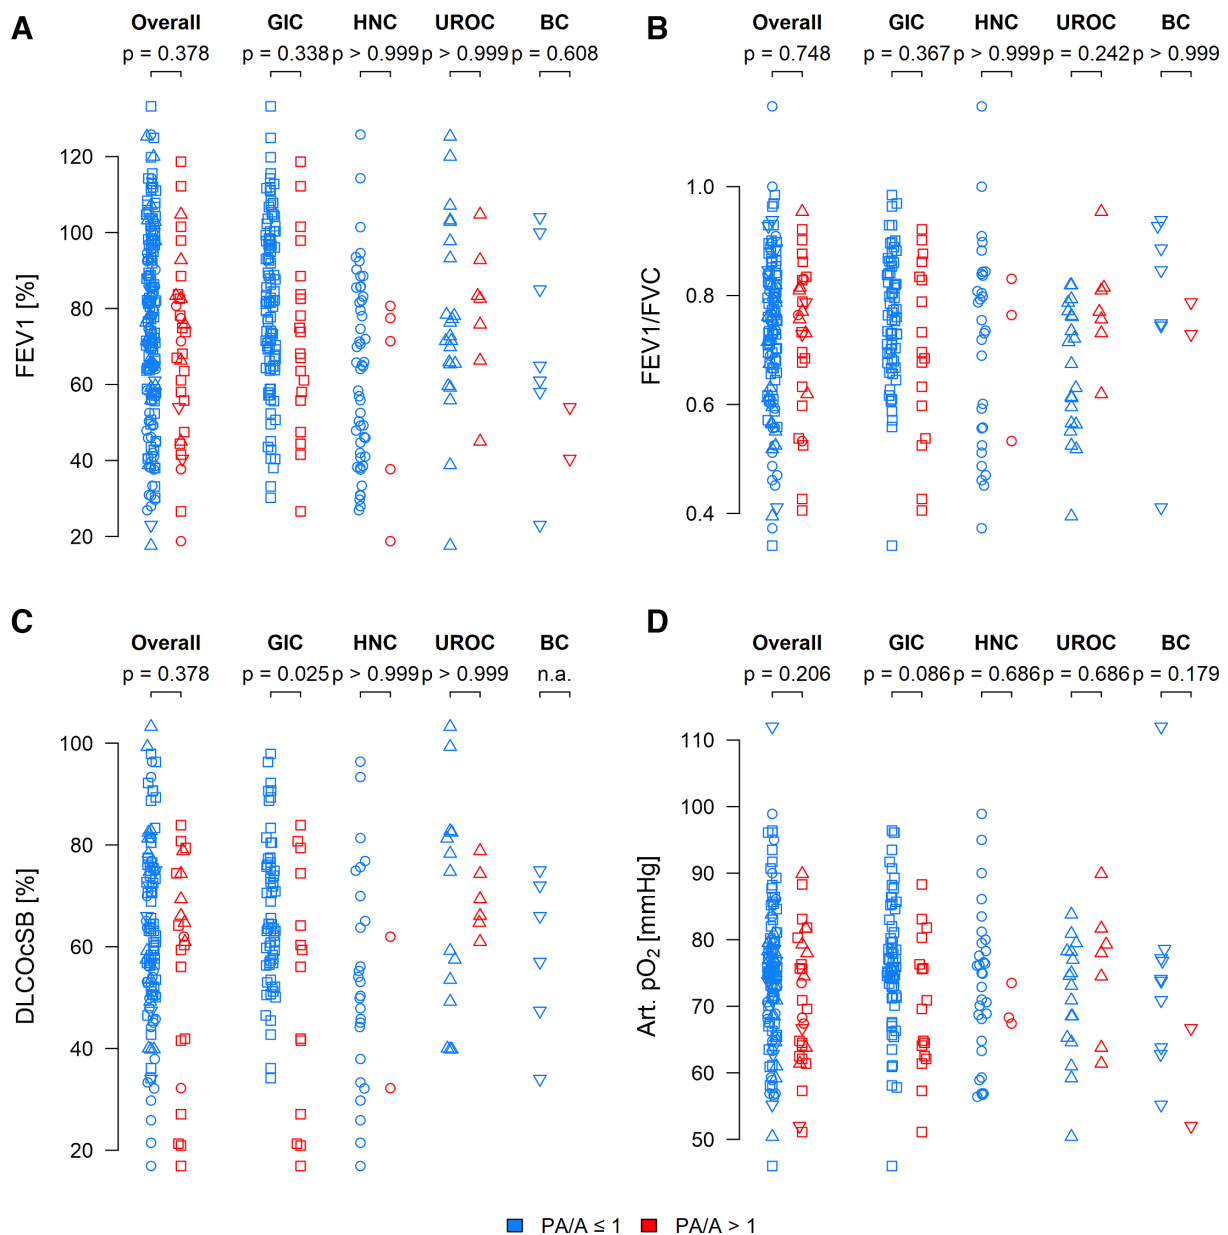 A
Overall GIC HNC UROC BC
p = 0.378 p = 0.338 p > 0.999 p > 0.999 p = 0.608
FEV1 [%]
120
100
80
60
40
20
B
Overall GIC HNC UROC BC
p = 0.748 p = 0.367 p > 0.999 p = 0.242 p > 0.999
FEV1/FVC
1.0
0.8
0.6
0.4
C
Overall GIC HNC UROC BC
p = 0.378 p = 0.025 p > 0.999 p > 0.999 n.a.
DLCOcSB [%]
100
80
60
40
20
D
Overall GIC HNC UROC BC
p = 0.206 p = 0.086 p = 0.686 p = 0.686 p = 0.179
Art. pO₂ [mmHg]
110
100
90
80
70
60
50
PA/A ≤ 1 PA/A > 1